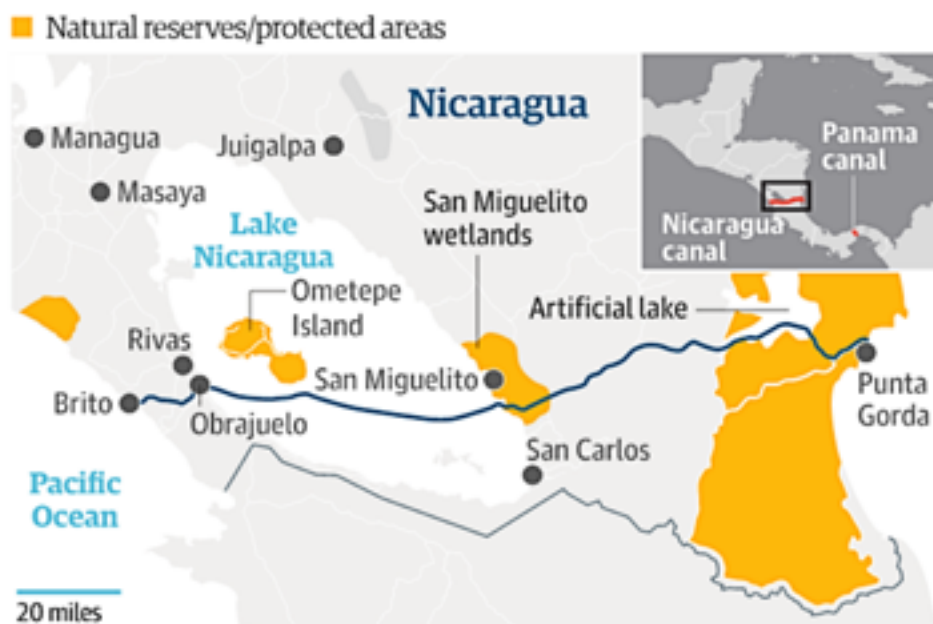 Natural reserves/protected areas
Nicaragua
Managua
Juigalpa
Masaya
Lake
Nicaragua
San Miguelito
wetlands
Panama
canal
Nicaragua
canal
Ometepe
Island
Artificial lake
Rivas
San Miguelito
Brito
Obrajuelo
Punta
Gorda
San Carlos
Pacific
Ocean
20 miles